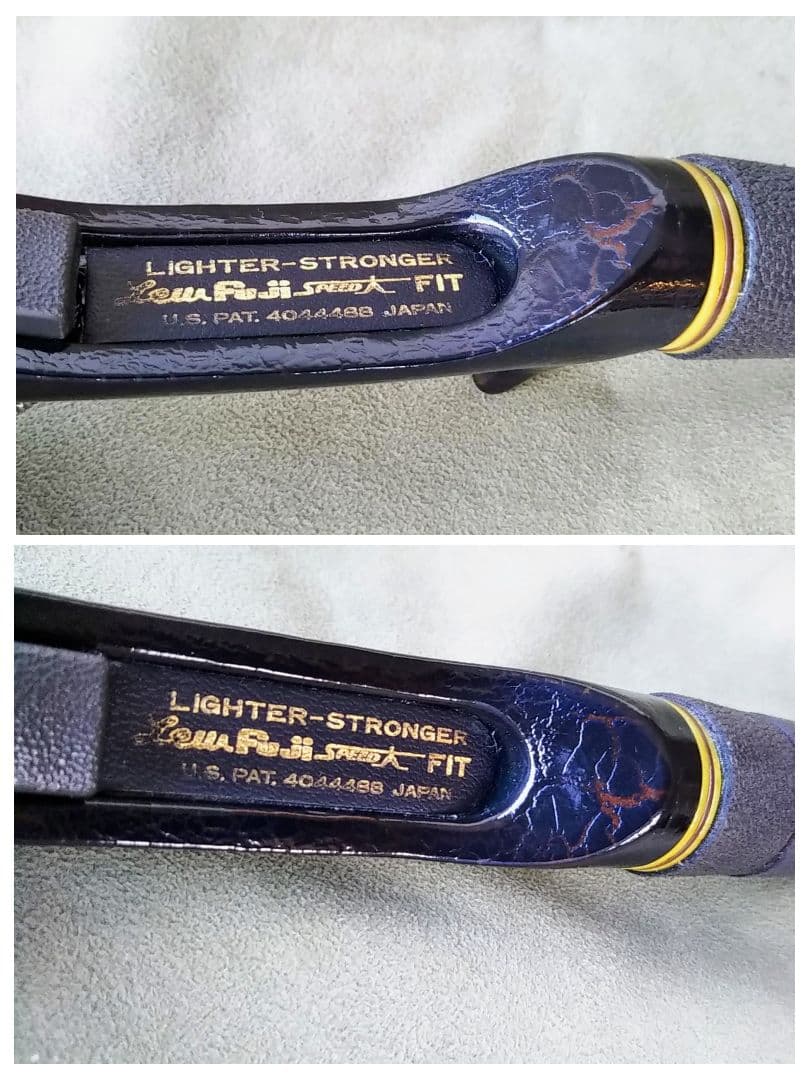 LIGHTER-STRONGER
Lew Fuji SPEED FIT
U.S. PAT. 4044488 JAPAN
LIGHTER-STRONGER
Lew Fuji SPEED FIT
U.S. PAT. 4044488 JAPAN